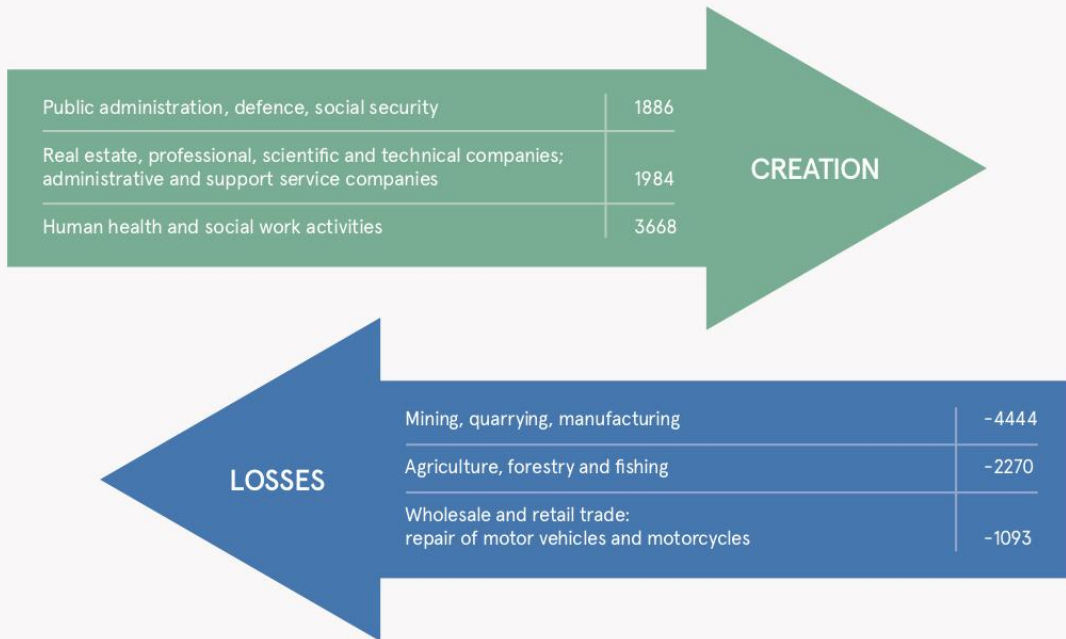 Public administration, defence, social security 1886
Real estate, professional, scientific and technical companies;
administrative and support service companies 1984
Human health and social work activities 3668
CREATION
LOSSES
Mining, quarrying, manufacturing -4444
Agriculture, forestry and fishing -2270
Wholesale and retail trade:
repair of motor vehicles and motorcycles -1093